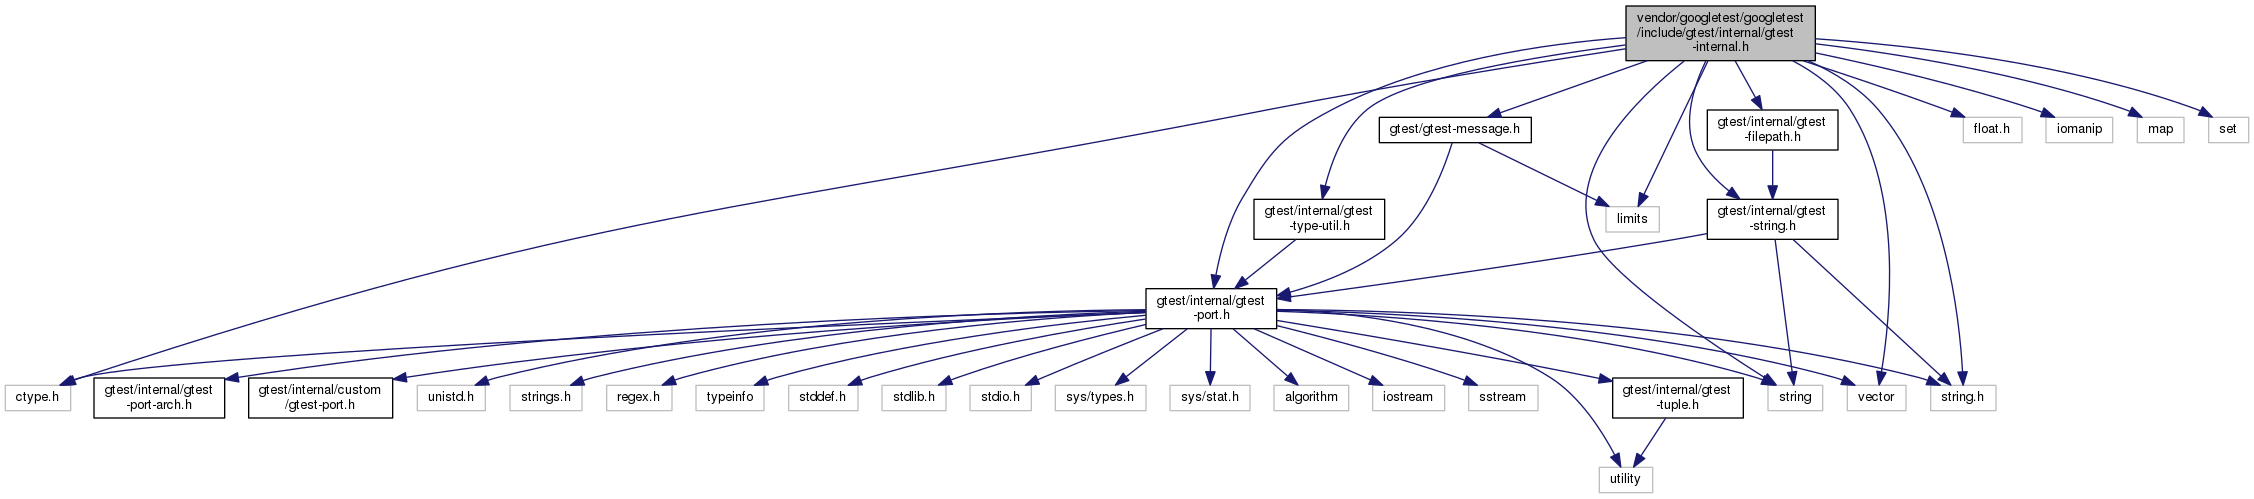 vendor/googletest/googletest
/include/gtest/internal/gtest
-internal.h
gtest/gtest-message.h
gtest/internal/gtest
-filepath.h
float.h
iomanip
map
set
gtest/internal/gtest
-type-util.h
limits
gtest/internal/gtest
-string.h
gtest/internal/gtest
-port.h
ctype.h
gtest/internal/gtest
-port-arch.h
gtest/internal/custom
/gtest-port.h
unistd.h
strings.h
regex.h
typeinfo
stddef.h
stdlib.h
stdio.h
sys/types.h
sys/stat.h
algorithm
iostream
sstream
gtest/internal/gtest
-tuple.h
string
vector
string.h
utility